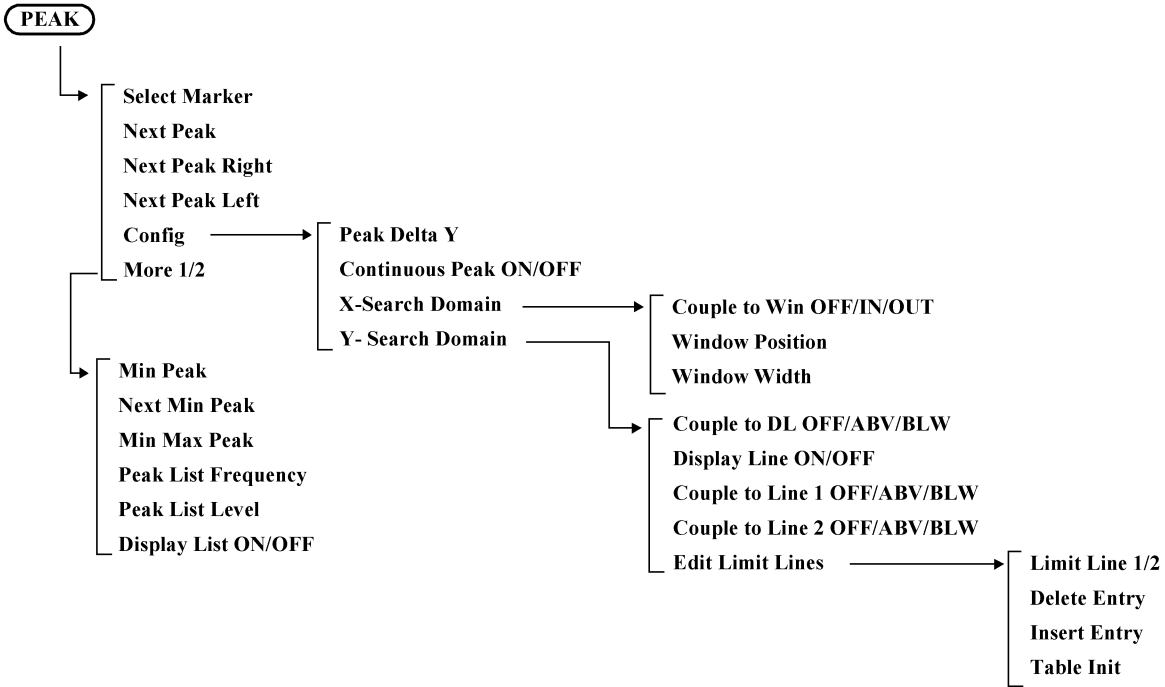 PEAK
Select Marker
Next Peak
Next Peak Right
Next Peak Left
Config
More 1/2
Peak Delta Y
Continuous Peak ON/OFF
X-Search Domain
Y- Search Domain
Couple to Win OFF/IN/OUT
Window Position
Window Width
Min Peak
Next Min Peak
Min Max Peak
Peak List Frequency
Peak List Level
Display List ON/OFF
Couple to DL OFF/ABV/BLW
Display Line ON/OFF
Couple to Line 1 OFF/ABV/BLW
Couple to Line 2 OFF/ABV/BLW
Edit Limit Lines
Limit Line 1/2
Delete Entry
Insert Entry
Table Init